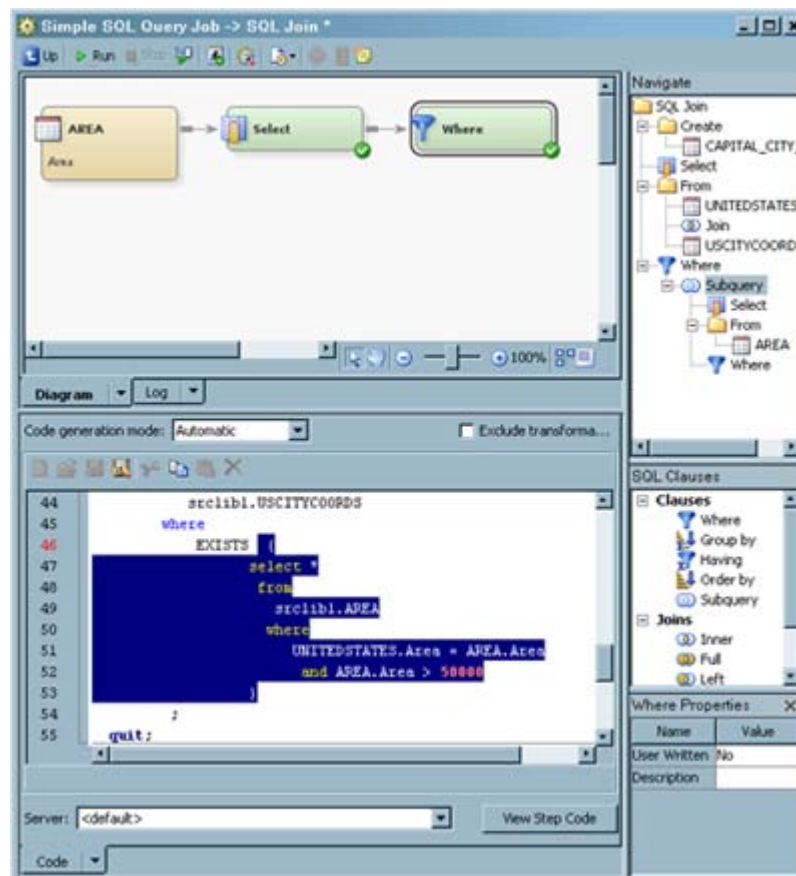 Simple SQL Query Job -> SQL Join *
Up Run Stop
AREA
Area
Select
Where
100%
Diagram Log
Code generation mode: Automatic Exclude transforma...
44 srclib1.USCITYCOORDS
45 where
46 EXISTS (
47 select *
48 from
49 srclib1.AREA
50 where
51 UNITEDSTATES.Area = AREA.Area
52 and AREA.Area > 50000
53 )
54 ;
55 quit;
Server: <default> View Step Code
Code
Navigate
SQL Join
Create
CAPITAL_CITY_
Select
From
UNITEDSTATES
Join
USCITYCOORD
Where
Subquery
Select
From
AREA
Where
SQL Clauses
Clauses
Where
Group by
Having
Order by
Subquery
Joins
Inner
Full
Left
Where Properties X
Name Value
User Written No
Description